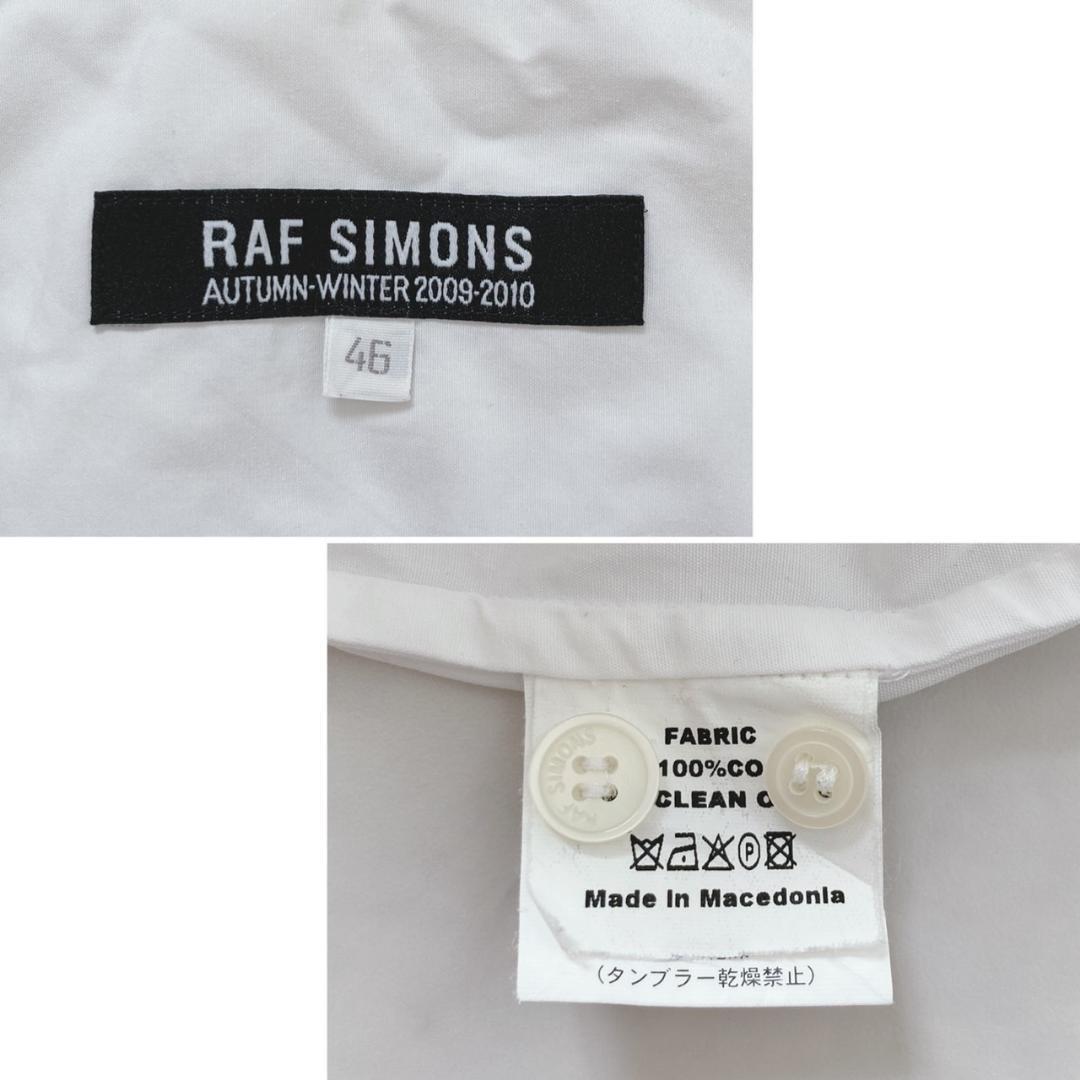 RAF SIMONS
AUTUMN-WINTER 2009-2010
46
FABRIC
100%CO
CLEAN
RAF SIMONS
P
Made in Macedonia
(タンブラー乾燥禁止)